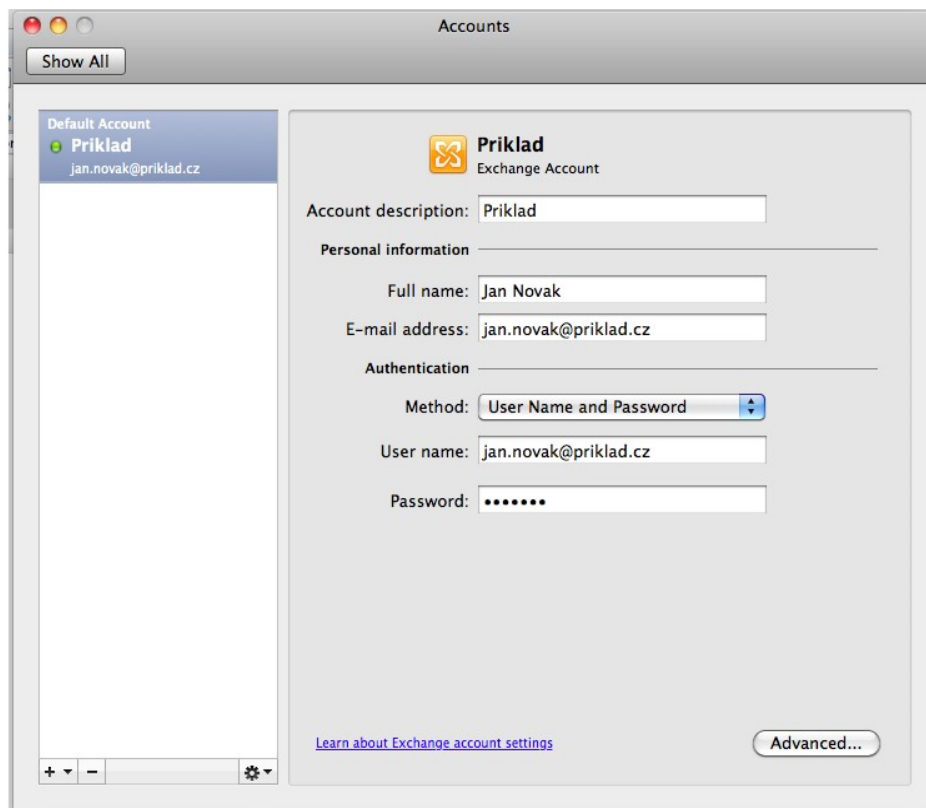 Accounts
Show All
Default Account
Priklad
jan.novak@priklad.cz
Priklad
Exchange Account
Account description: Priklad
Personal information
Full name: Jan Novak
E-mail address: jan.novak@priklad.cz
Authentication
Method: User Name and Password
User name: jan.novak@priklad.cz
Password: •••••••
Learn about Exchange account settings
Advanced...